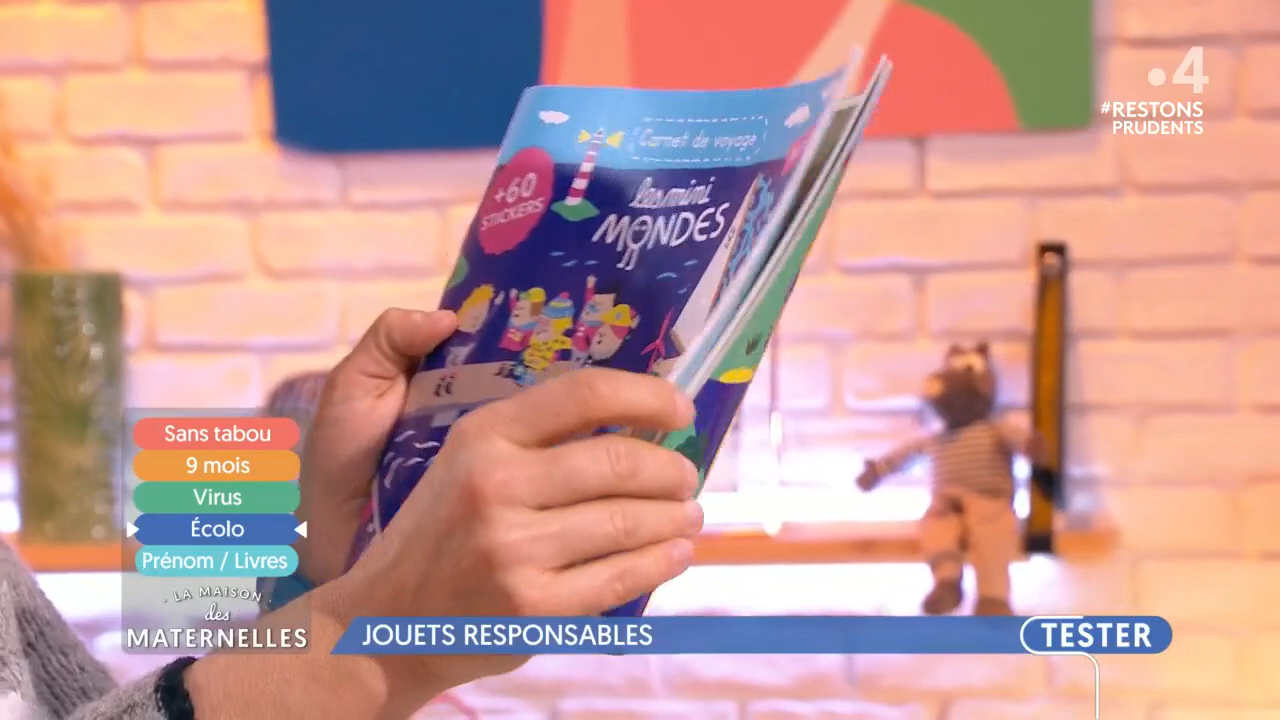 4
#RESTONS
PRUDENTS
Carnet de voyage
+60
STICKERS
les mini
MONDES
Sans tabou
9 mois
Virus
Écolo
Prénom / Livres
· LA MAISON ·
des
MATERNELLES
JOUETS RESPONSABLES
TESTER